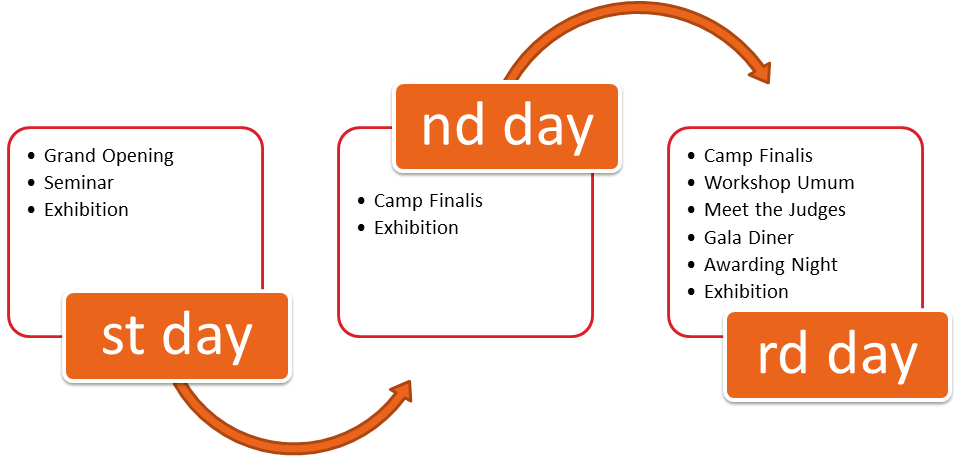 • Grand Opening
• Seminar
• Exhibition
st day
nd day
• Camp Finalis
• Exhibition
• Camp Finalis
• Workshop Umum
• Meet the Judges
• Gala Diner
• Awarding Night
• Exhibition
rd day